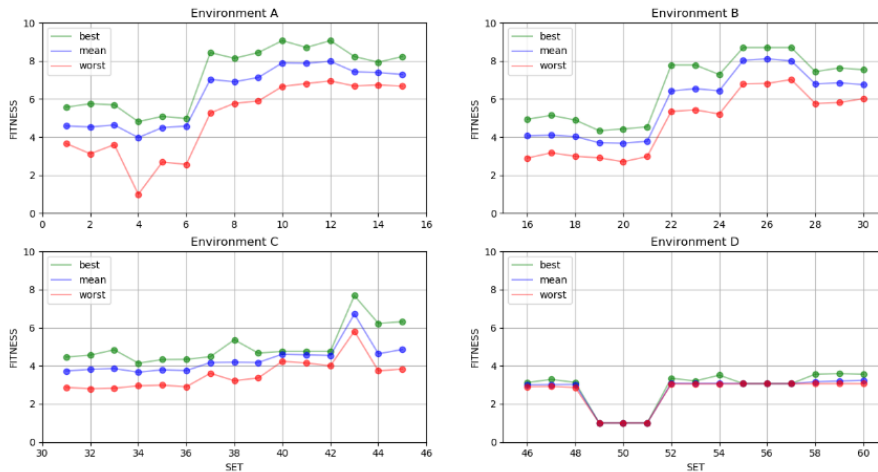 Environment A
10
8
6
4
2
0
FITNESS
best
mean
worst
0 2 4 6 8 10 12 14 16
Environment B
10
8
6
4
2
0
FITNESS
best
mean
worst
16 18 20 22 24 26 28 30
Environment C
10
8
6
4
2
0
FITNESS
best
mean
worst
30 32 34 36 38 40 42 44 46
SET
Environment D
10
8
6
4
2
0
FITNESS
best
mean
worst
46 48 50 52 54 56 58 60
SET